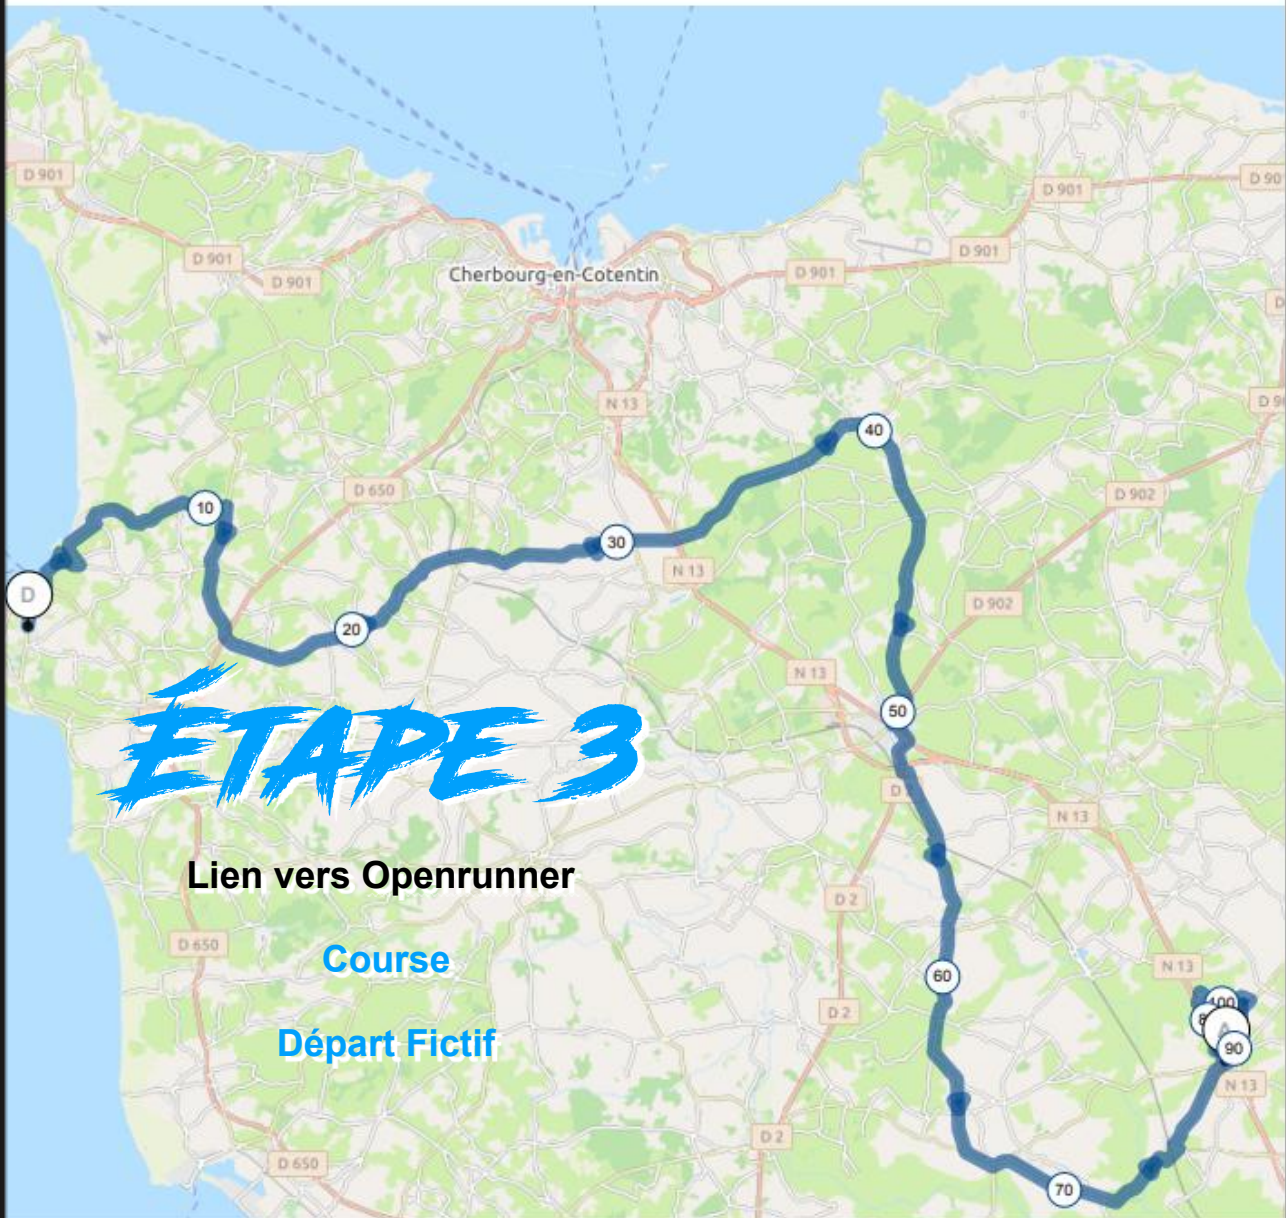 D 901
D 901
D 90
D 901
D 901
D 901
Cherbourg-en-Cotentin
D 901
N 13
D 9
40
D 650
D 902
10
30
N 13
D
D 902
20
N 13
50
ÉTAPE 3
D
N 13
Lien vers Openrunner
D 2
D 650
Course
N 13
60
100
D 2
8
A
Départ Fictif
90
N 13
D 2
D 650
70